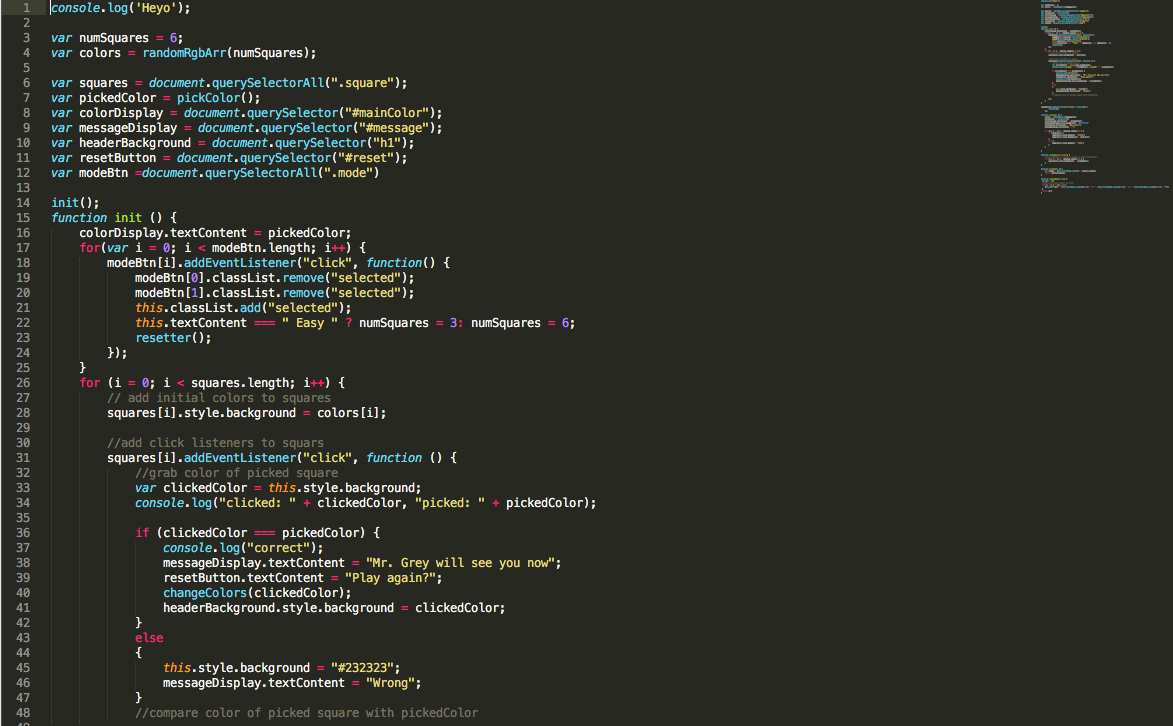 1 console.log('Heyo');
2
3 var numSquares = 6;
4 var colors = randomRgbArr(numSquares);
5
6 var squares = document.querySelectorAll(".square");
7 var pickedColor = pickColor();
8 var colorDisplay = document.querySelector("#mainColor");
9 var messageDisplay = document.querySelector("#message");
10 var headerBackground = document.querySelector("h1");
11 var resetButton = document.querySelector("#reset");
12 var modeBtn =document.querySelectorAll(".mode")
13
14 init();
15 function init () {
16     colorDisplay.textContent = pickedColor;
17     for(var i = 0; i < modeBtn.length; i++) {
18         modeBtn[i].addEventListener("click", function() {
19             modeBtn[0].classList.remove("selected");
20             modeBtn[1].classList.remove("selected");
21             this.classList.add("selected");
22             this.textContent === " Easy " ? numSquares = 3: numSquares = 6;
23             resetter();
24         });
25     }
26     for (i = 0; i < squares.length; i++) {
27         // add initial colors to squares
28         squares[i].style.background = colors[i];
29
30         //add click listeners to squars
31         squares[i].addEventListener("click", function () {
32             //grab color of picked square
33             var clickedColor = this.style.background;
34             console.log("clicked: " + clickedColor, "picked: " + pickedColor);
35
36             if (clickedColor === pickedColor) {
37                 console.log("correct");
38                 messageDisplay.textContent = "Mr. Grey will see you now";
39                 resetButton.textContent = "Play again?";
40                 changeColors(clickedColor);
41                 headerBackground.style.background = clickedColor;
42             }
43             else
44             {
45                 this.style.background = "#232323";
46                 messageDisplay.textContent = "Wrong";
47             }
48             //compare color of picked square with pickedColor